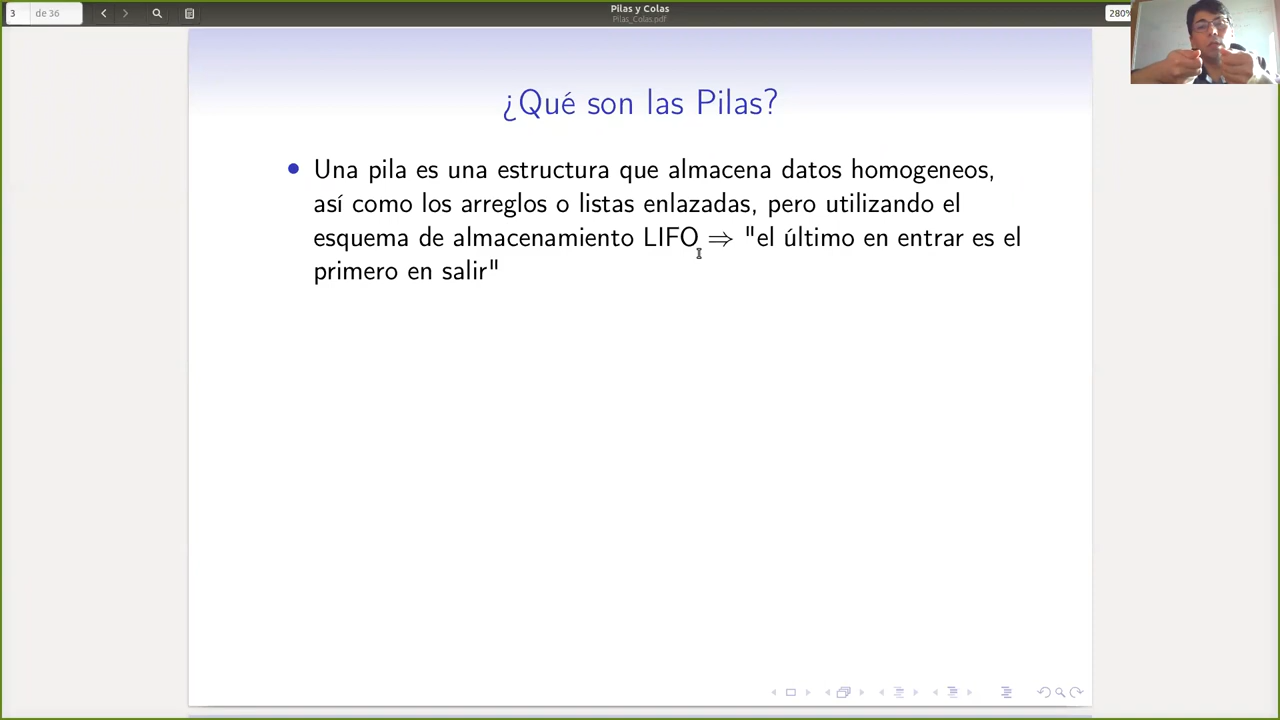 3 de 36
Pilas y Colas
Pilas_Colas.pdf
280%
¿Qué son las Pilas?
Una pila es una estructura que almacena datos homogeneos,
así como los arreglos o listas enlazadas, pero utilizando el
esquema de almacenamiento LIFO ⇒ "el último en entrar es el
primero en salir"